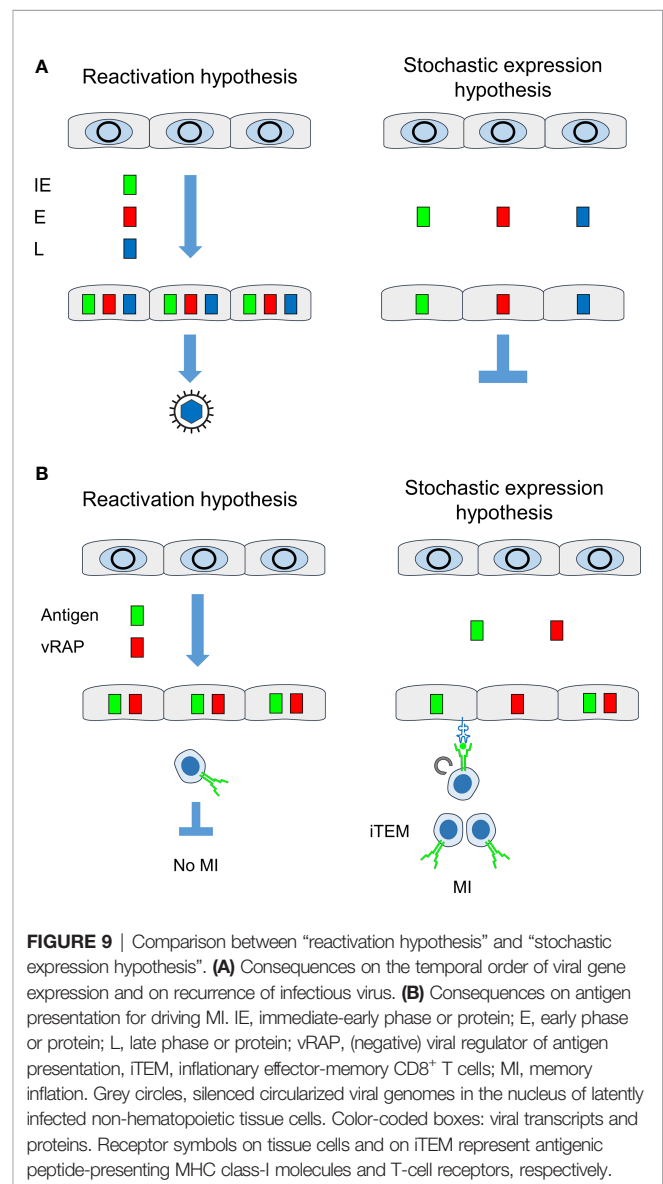 A
Reactivation hypothesis
Stochastic expression
hypothesis
IE
E
L
B
Reactivation hypothesis
Stochastic expression
hypothesis
Antigen
vRAP
No MI
iTEM
MI
FIGURE 9 | Comparison between “reactivation hypothesis” and “stochastic
expression hypothesis”. (A) Consequences on the temporal order of viral gene
expression and on recurrence of infectious virus. (B) Consequences on antigen
presentation for driving MI. IE, immediate-early phase or protein; E, early phase
or protein; L, late phase or protein; vRAP, (negative) viral regulator of antigen
presentation, iTEM, inflationary effector-memory CD8⁺ T cells; MI, memory
inflation. Grey circles, silenced circularized viral genomes in the nucleus of latently
infected non-hematopoietic tissue cells. Color-coded boxes: viral transcripts and
proteins. Receptor symbols on tissue cells and on iTEM represent antigenic
peptide-presenting MHC class-I molecules and T-cell receptors, respectively.